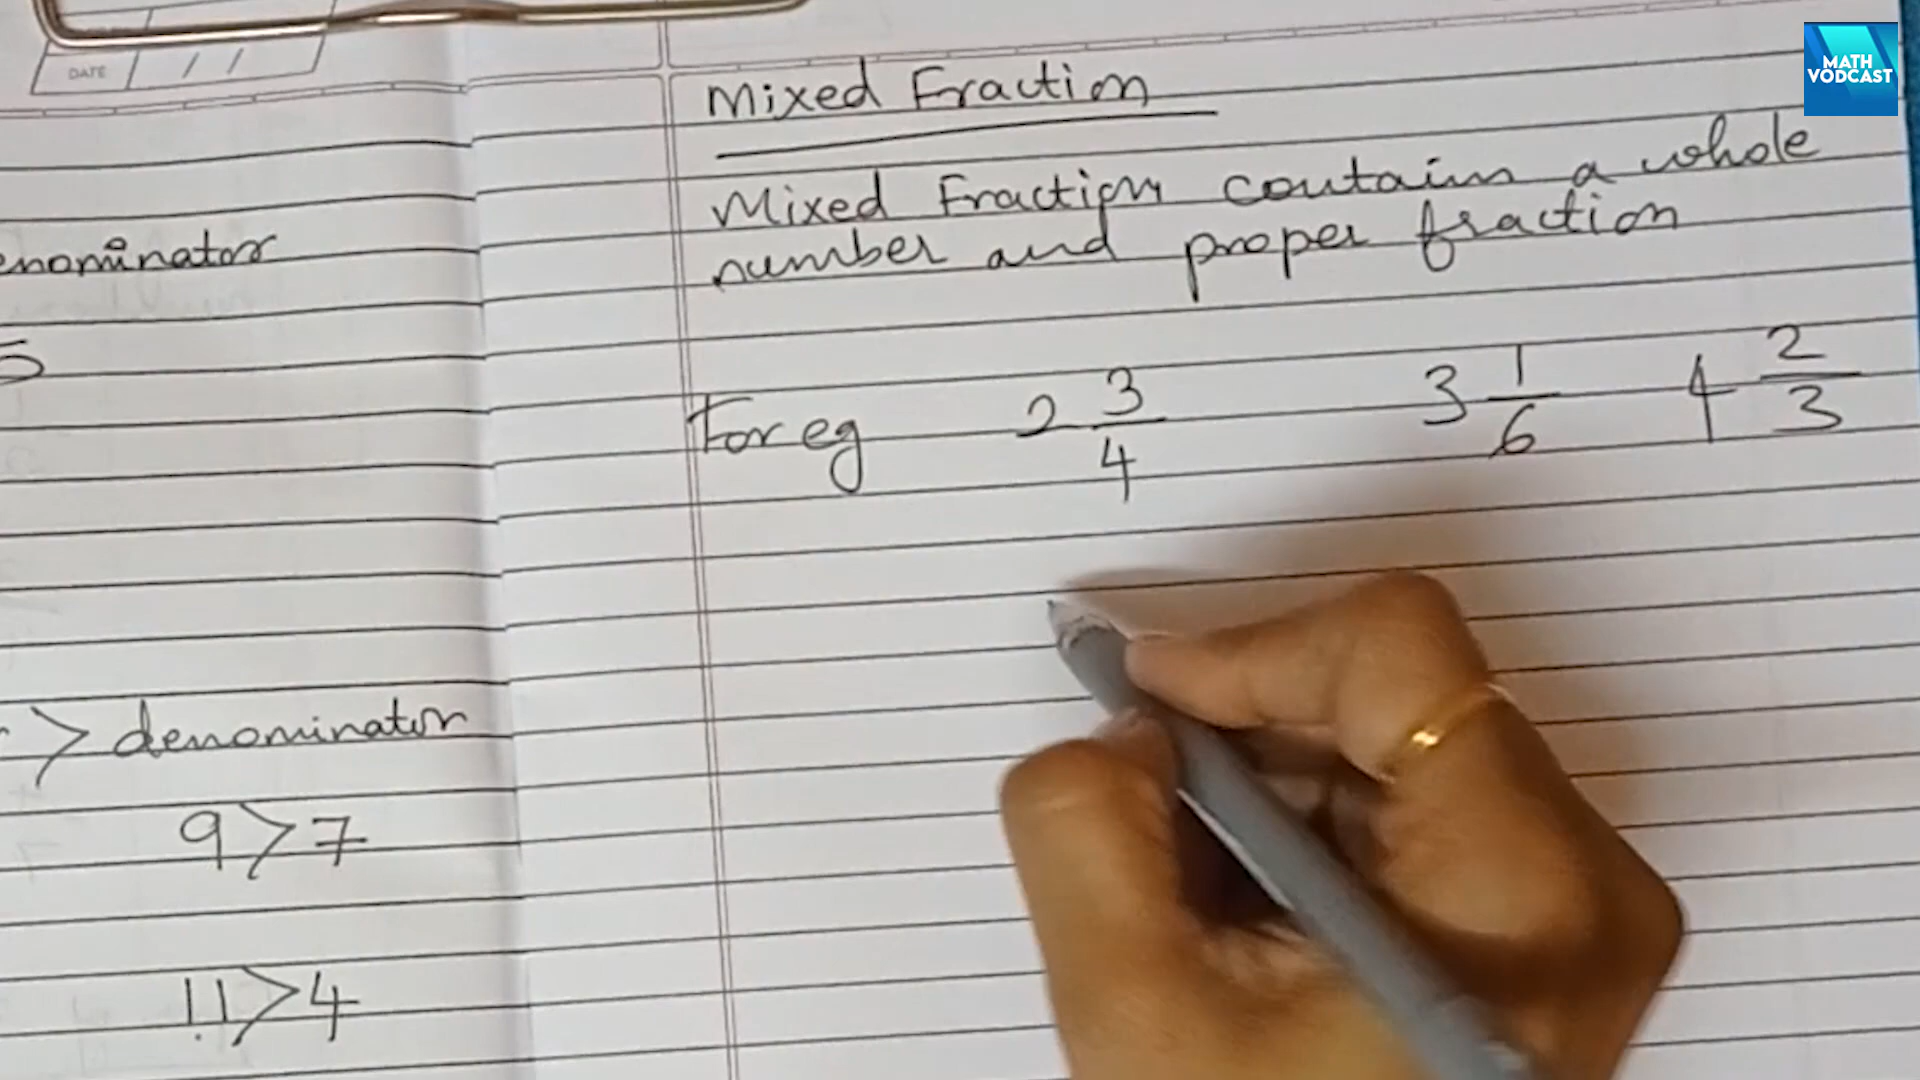 DATE / /
MATH
VODCAST
Mixed Fraction
Mixed Fraction contains a whole
number and proper fraction
For eg 2 3/4 3 1/6 4 2/3
enominator
5
> denominator
9>7
11>4